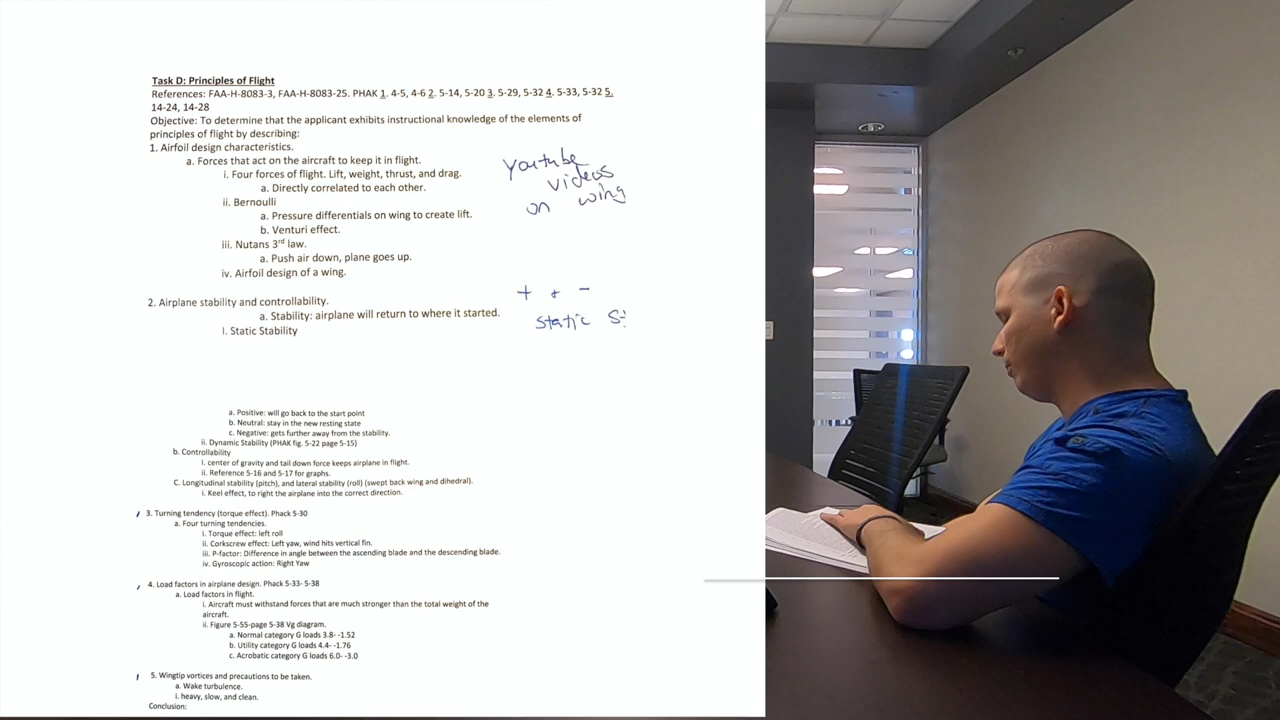 Task D: Principles of Flight
References: FAA-H-8083-3, FAA-H-8083-25. PHAK 1. 4-5, 4-6 2. 5-14, 5-20 3. 5-29, 5-32 4. 5-33, 5-32 5.
14-24, 14-28
Objective: To determine that the applicant exhibits instructional knowledge of the elements of
principles of flight by describing:
1. Airfoil design characteristics.
a. Forces that act on the aircraft to keep it in flight.
i. Four forces of flight. Lift, weight, thrust, and drag.
a. Directly correlated to each other.
ii. Bernoulli
a. Pressure differentials on wing to create lift.
b. Venturi effect.
iii. Nutans 3rd law.
a. Push air down, plane goes up.
iv. Airfoil design of a wing.
Youtube
videos
on wing
2. Airplane stability and controllability.
a. Stability: airplane will return to where it started.
I. Static Stability
+ + -
static
a. Positive: will go back to the start point
b. Neutral: stay in the new resting state
c. Negative: gets further away from the stability.
ii. Dynamic Stability (PHAK fig. 5-22 page 5-15)
b. Controllability
I. center of gravity and tail down force keeps airplane in flight.
ii. Reference 5-16 and 5-17 for graphs.
C. Longitudinal stability (pitch), and lateral stability (roll) (swept back wing and dihedral).
i. Keel effect, to right the airplane into the correct direction.
3. Turning tendency (torque effect). Phack 5-30
a. Four turning tendencies.
i. Torque effect: left roll
ii. Corkscrew effect: Left yaw, wind hits vertical fin.
iii. P-factor: Difference in angle between the ascending blade and the descending blade.
iv. Gyroscopic action: Right Yaw
4. Load factors in airplane design. Phack 5-33- 5-38
a. Load factors in flight.
i. Aircraft must withstand forces that are much stronger than the total weight of the
aircraft.
ii. Figure 5-55-page 5-38 Vg diagram.
a. Normal category G loads 3.8- -1.52
b. Utility category G loads 4.4- -1.76
c. Acrobatic category G loads 6.0- -3.0
5. Wingtip vortices and precautions to be taken.
a. Wake turbulence.
i. heavy, slow, and clean.
Conclusion: